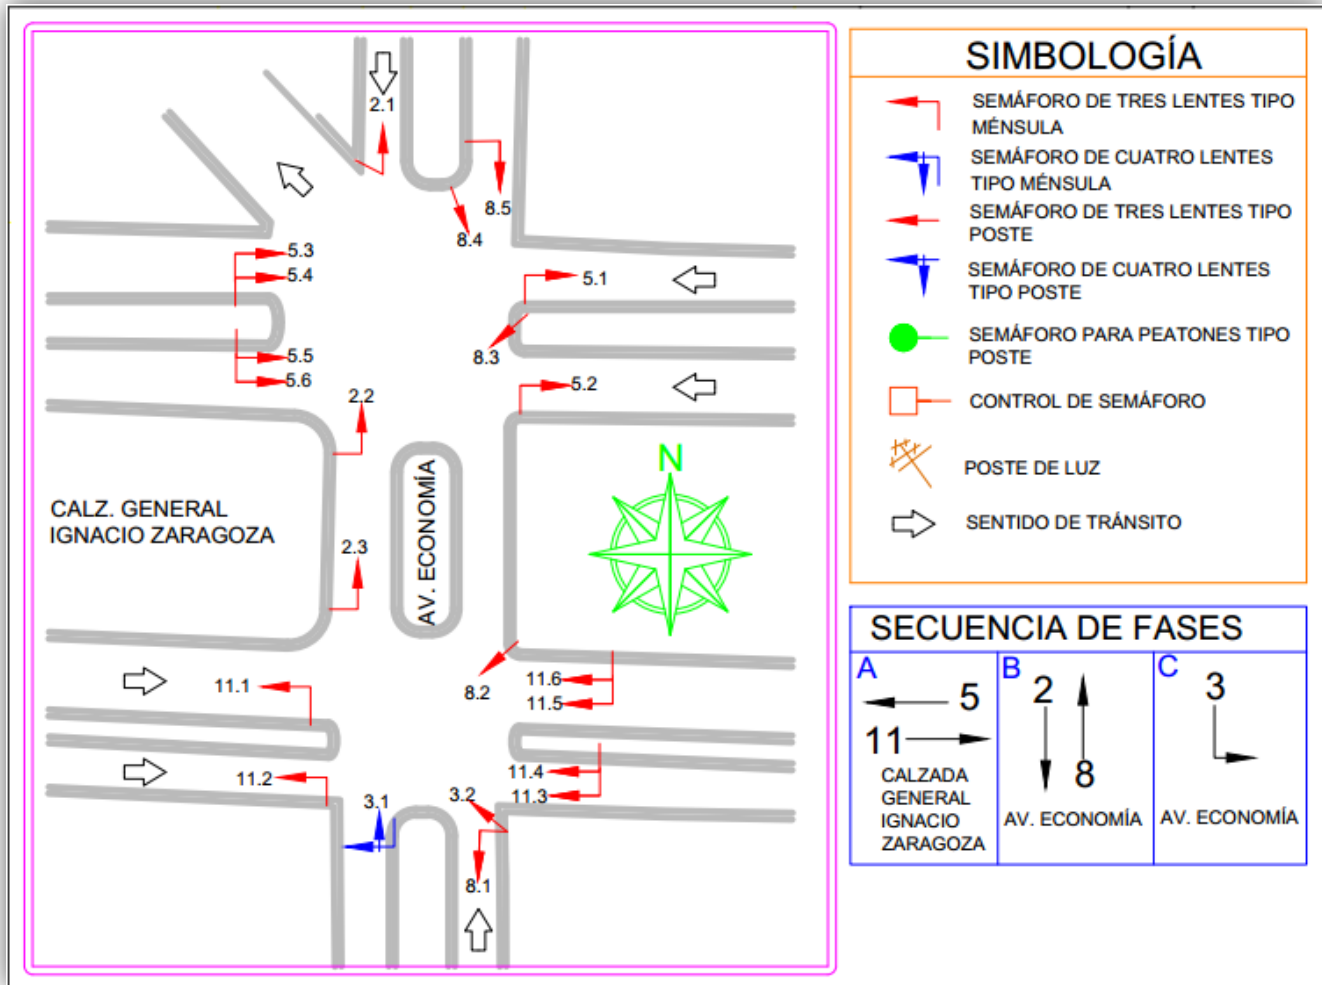 2.1
8.5
8.4
5.3
5.4
5.1
8.3
5.5
5.6
5.2
2.2
N
CALZ. GENERAL
IGNACIO ZARAGOZA
AV. ECONOMÍA
2.3
11.1
8.2
11.6
11.5
11.2
11.4
11.3
3.1
3.2
8.1
SIMBOLOGÍA
SEMÁFORO DE TRES LENTES TIPO
MÉNSULA
SEMÁFORO DE CUATRO LENTES
TIPO MÉNSULA
SEMÁFORO DE TRES LENTES TIPO
POSTE
SEMÁFORO DE CUATRO LENTES
TIPO POSTE
SEMÁFORO PARA PEATONES TIPO
POSTE
CONTROL DE SEMÁFORO
POSTE DE LUZ
SENTIDO DE TRÁNSITO
SECUENCIA DE FASES
A
5
11
CALZADA
GENERAL
IGNACIO
ZARAGOZA
B
2
8
AV. ECONOMÍA
C
3
AV. ECONOMÍA